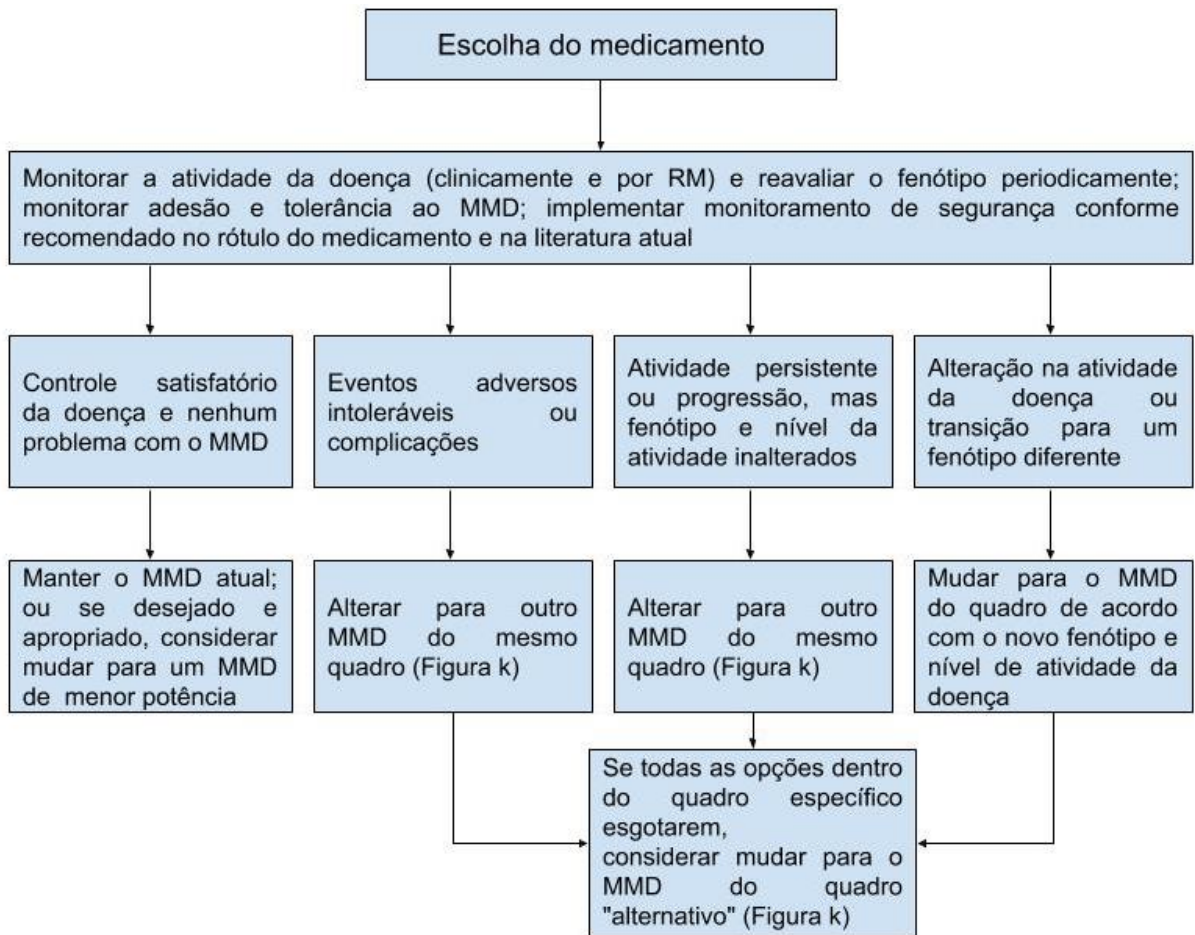 Escolha do medicamento
Monitorar a atividade da doença (clinicamente e por RM) e reavaliar o fenótipo periodicamente;
monitorar adesão e tolerância ao MMD; implementar monitoramento de segurança conforme
recomendado no rótulo do medicamento e na literatura atual
Controle satisfatório
da doença e nenhum
problema com o MMD
Eventos adversos
intoleráveis ou
complicações
Atividade persistente
ou progressão, mas
fenótipo e nível da
atividade inalterados
Alteração na atividade
da doença ou
transição para um
fenótipo diferente
Manter o MMD atual;
ou se desejado e
apropriado, considerar
mudar para um MMD
de menor potência
Alterar para outro
MMD do mesmo
quadro (Figura k)
Alterar para outro
MMD do mesmo
quadro (Figura k)
Mudar para o MMD
do quadro de acordo
com o novo fenótipo e
nível de atividade da
doença
Se todas as opções dentro
do quadro específico
esgotarem,
considerar mudar para o
MMD do quadro
"alternativo" (Figura k)